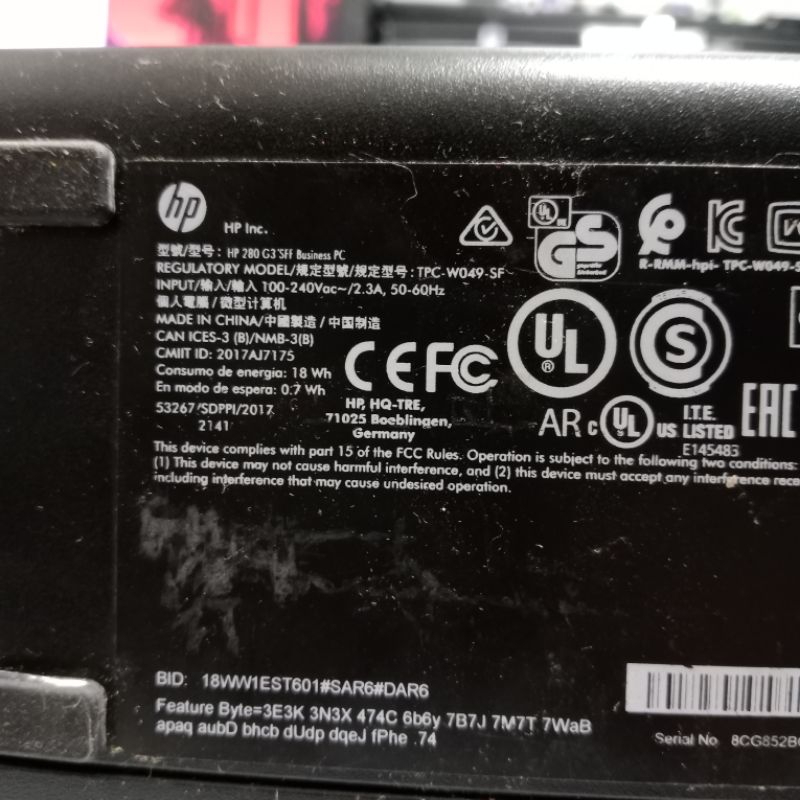 hp
HP Inc.
型號/型号: HP 280 G3 SFF Business PC
REGULATORY MODEL/規定型號/规定型号: TPC-W049-SF
INPUT/輸入/输入 100-240Vac~/2.3A, 50-60Hz
個人電腦/微型计算机
MADE IN CHINA/中國製造/中国制造
CAN ICES-3 (B)/NMB-3(B)
CMIIT ID: 2017AJ7175
Consumo de energia: 18 Wh
En modo de espera: 0.7 Wh
53267/SDPPI/2017
2141
UL
GS
R-RMM-hpi- TPC-W049-S
CE FC
HP, HQ-TRE,
71025 Boeblingen,
Germany
UL
®
S
AR c UL US
I.T.E.
LISTED
E145483
EAC
This device complies with part 15 of the FCC Rules. Operation is subject to the following two conditions:
(1) This device may not cause harmful interference, and (2) this device must accept any interference rece
including interference that may cause undesired operation.
BID: 18WW1EST601#SAR6#DAR6
Feature Byte=3E3K 3N3X 474C 6b6y 7B7J 7M7T 7WaB
apaq aubD bhcb dUdp dqeJ fPhe .74
Serial No 8CG852B